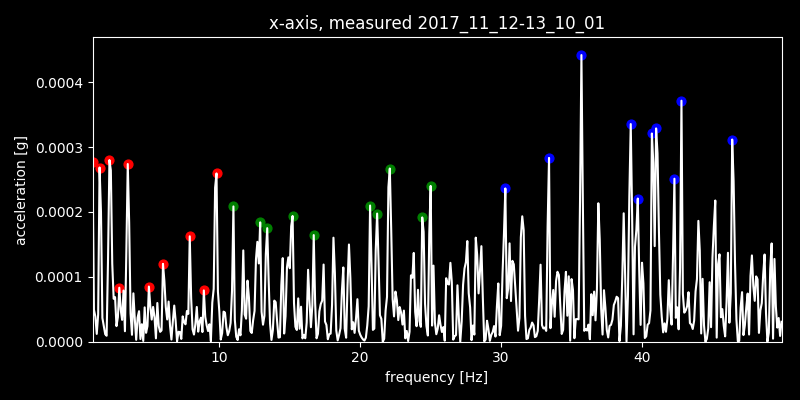 x-axis, measured 2017_11_12-13_10_01
acceleration [g]
0.0004
0.0003
0.0002
0.0001
0.0000
10 20 30 40
frequency [Hz]